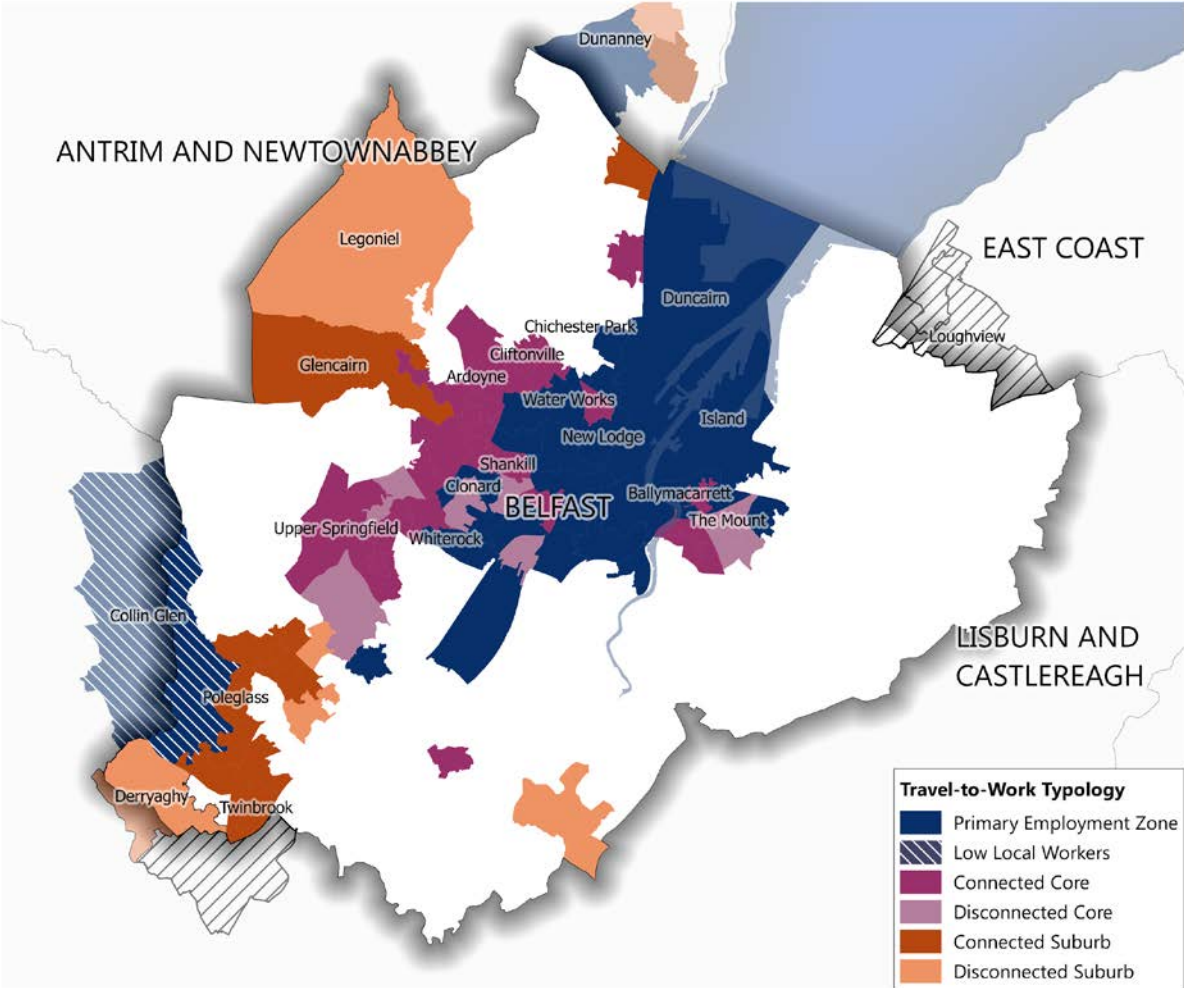 Dunanney
ANTRIM AND NEWTOWNABBEY
Legoniel
EAST COAST
Duncairn
Chichester Park
Loughview
Cliftonville
Glencairn
Ardoyne
Water Works
Island
New Lodge
Shankill
Clonard
Ballymacarrett
BELFAST
The Mount
Upper Springfield
Whiterock
Collin Glen
LISBURN AND
CASTLEREAGH
Poleglass
Derryaghy
Twinbrook
Travel-to-Work Typology
Primary Employment Zone
Low Local Workers
Connected Core
Disconnected Core
Connected Suburb
Disconnected Suburb